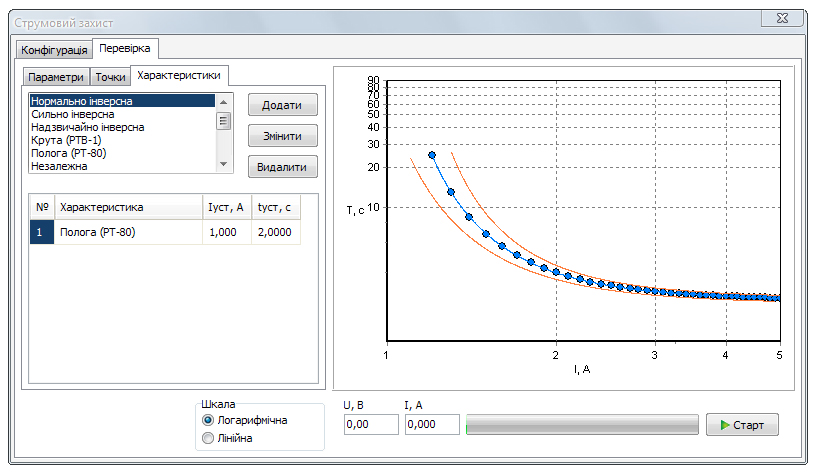 Струмовий захист
Конфігурація Перевірка
Параметри Точки Характеристики
Нормально інверсна
Сильно інверсна
Надзвичайно інверсна
Крута (РТВ-1)
Полога (РТ-80)
Незалежна
Додати
Змінити
Видалити
№ Характеристика Іуст, А tуст, с
1 Полога (РТ-80) 1,000 2,0000
90
80
70
60
50
40
30
20
T, с 10
1 2 3 4 5
I, А
Шкала
Логарифмічна
Лінійна
U, В I, А
0,00 0,000
Старт